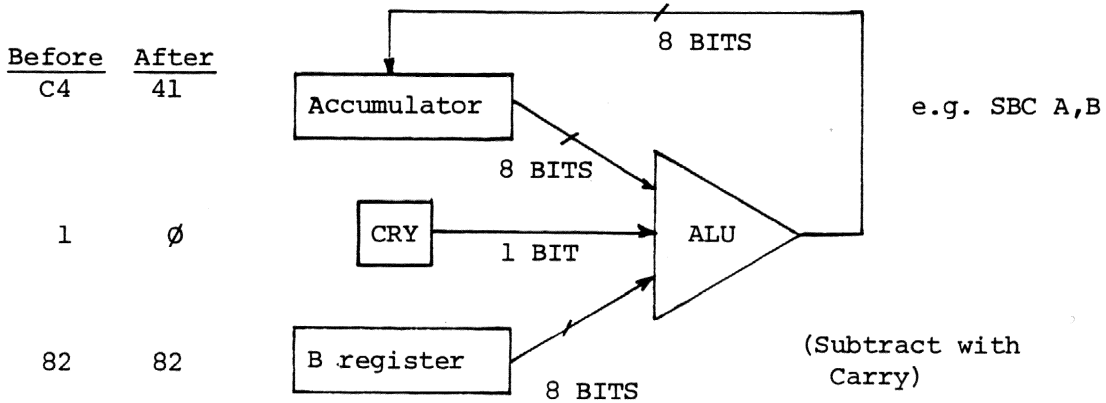 8 BITS
Before After
C4 41
Accumulator
e.g. SBC A,B
8 BITS
1 Ø
CRY
1 BIT
ALU
82 82
B register
8 BITS
(Subtract with
Carry)